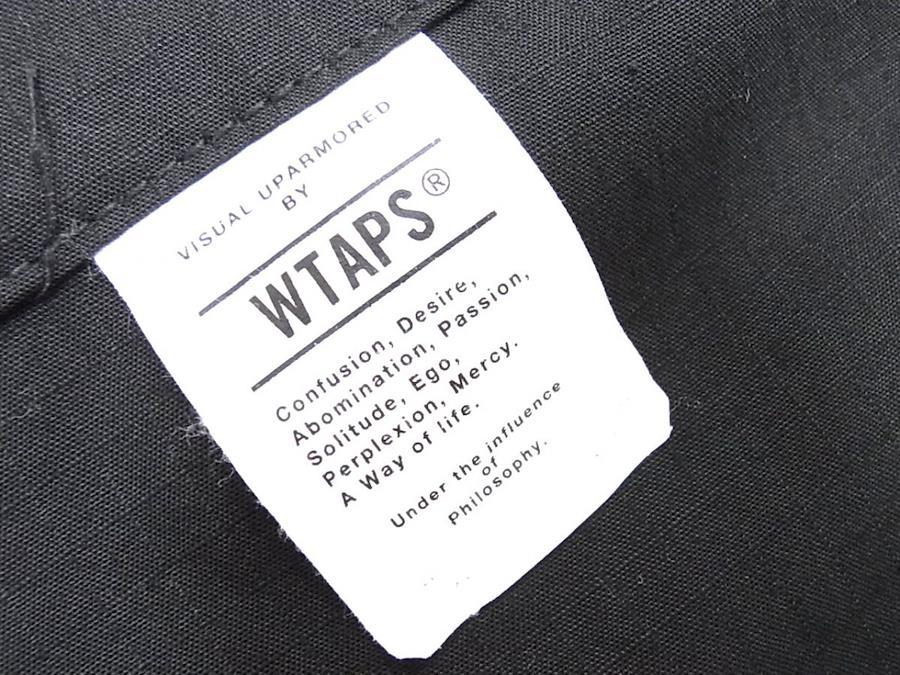 VISUAL UPARMORED
BY
WTAPS®
Confusion, Desire,
Abomination, Passion,
Solitude, Ego,
Perplexion, Mercy.
A Way of life.
Under the influence
of
Philosophy.